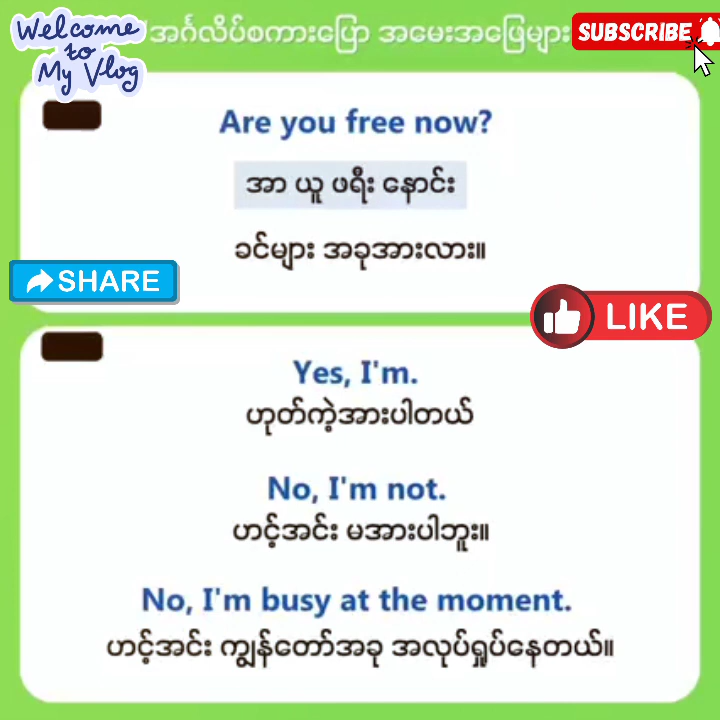 Welcome
to
My Vlog
အင်္ဂလိပ်စကားပြော အမေးအဖြေများ
SUBSCRIBE
Are you free now?
အာ ယူ ဖရီး နောင်း
ခင်များ အခုအားလား။
SHARE
LIKE
Yes, I'm.
ဟုတ်ကဲ့အားပါတယ်
No, I'm not.
ဟင့်အင်း မအားပါဘူး။
No, I'm busy at the moment.
ဟင့်အင်း ကျွန်တော်အခု အလုပ်ရှုပ်နေတယ်။